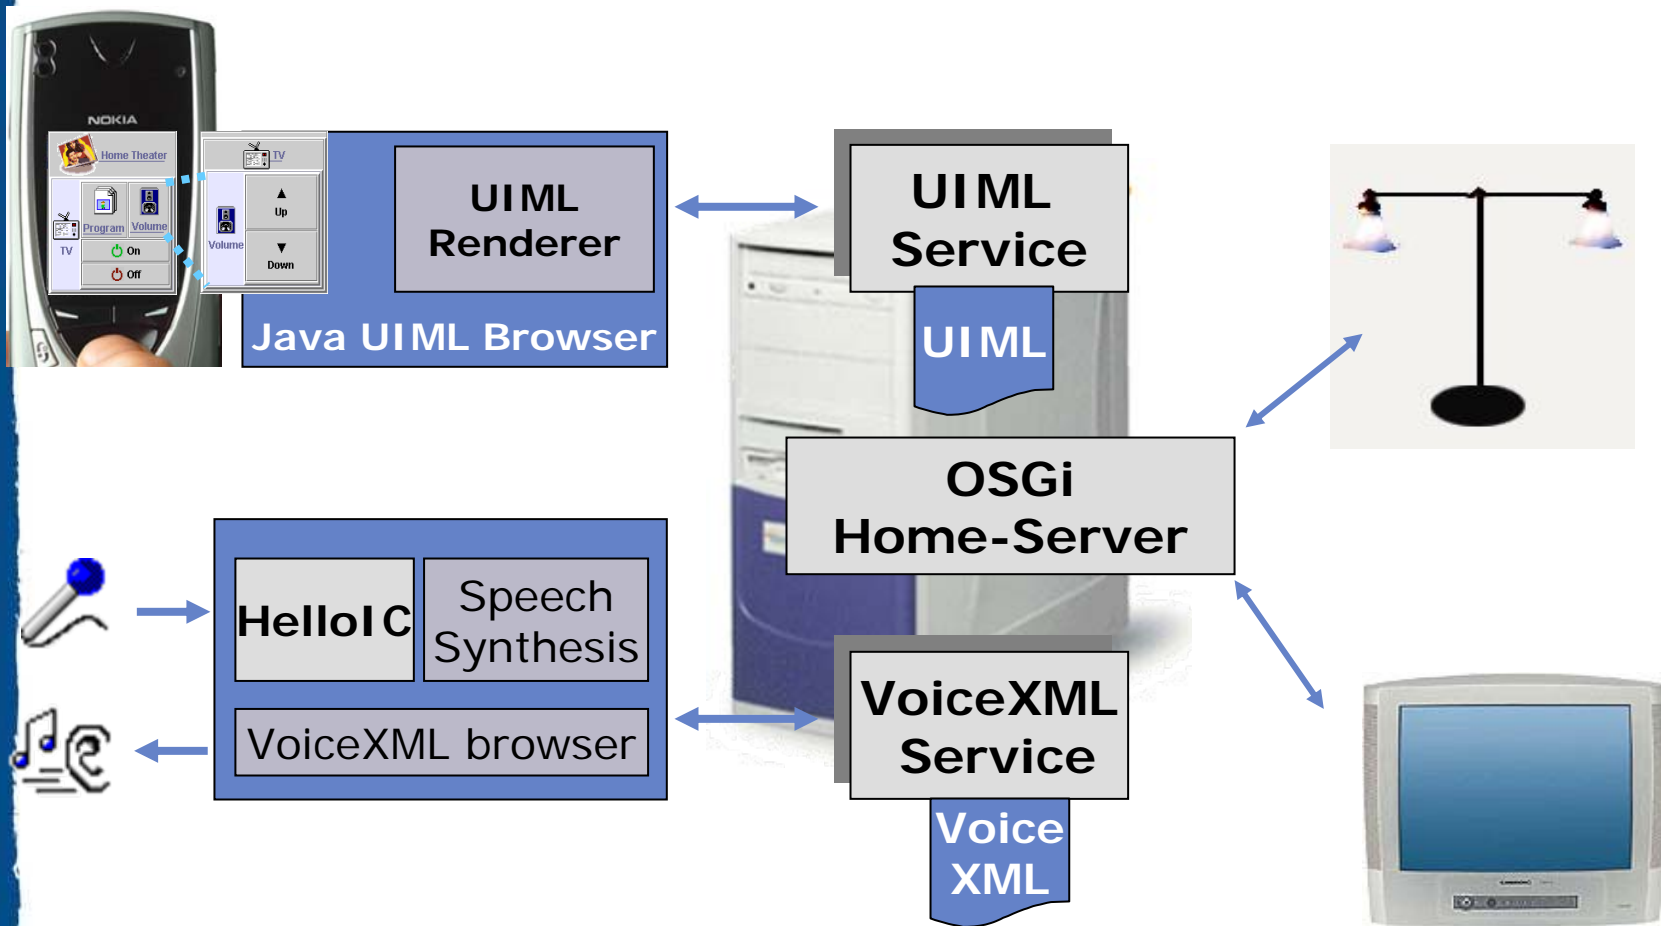 NOKIA
Home Theater
Program
Volume
TV
On
Off
TV
Volume
Up
Down
UIML
Renderer
Java UIML Browser
UIML
Service
UIML
OSGi
Home-Server
HelloIC
Speech
Synthesis
VoiceXML browser
VoiceXML
Service
Voice
XML